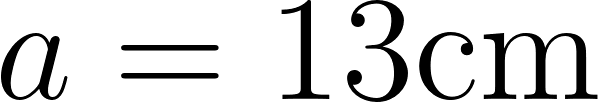 a = 13cm